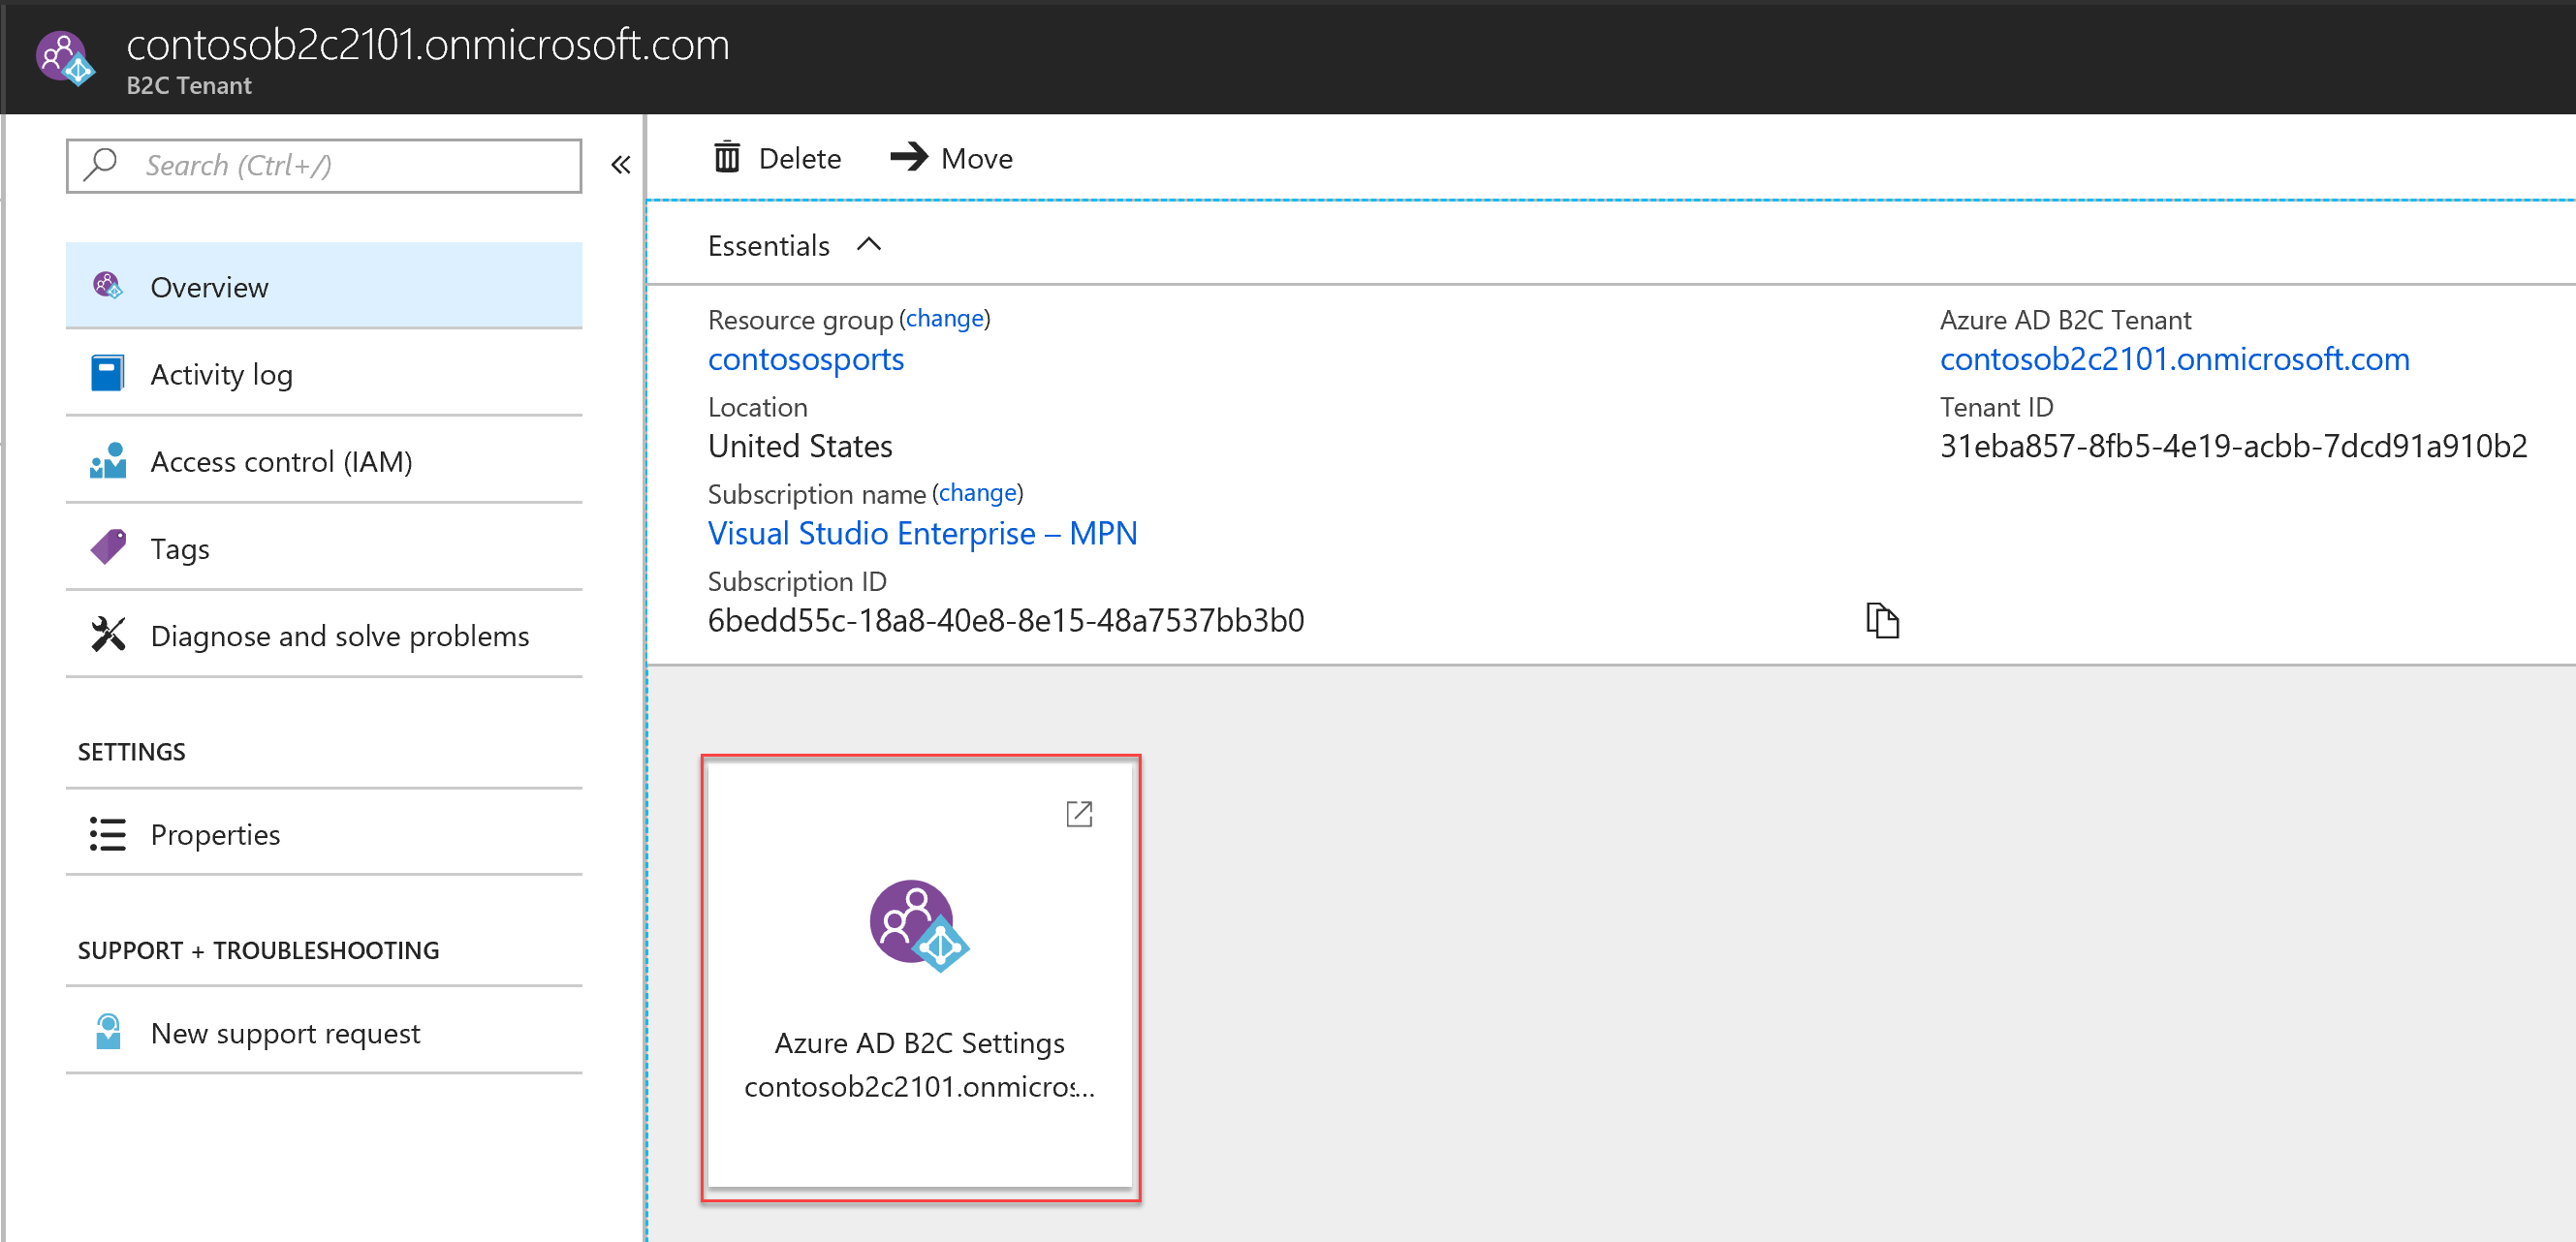 contosob2c2101.onmicrosoft.com
B2C Tenant
Search (Ctrl+/)
«
Overview
Activity log
Access control (IAM)
Tags
Diagnose and solve problems
SETTINGS
Properties
SUPPORT + TROUBLESHOOTING
New support request
Delete
Move
Essentials
Resource group (change)
contososports
Location
United States
Subscription name (change)
Visual Studio Enterprise – MPN
Subscription ID
6bedd55c-18a8-40e8-8e15-48a7537bb3b0
Azure AD B2C Tenant
contosob2c2101.onmicrosoft.com
Tenant ID
31eba857-8fb5-4e19-acbb-7dcd91a910b2
Azure AD B2C Settings
contosob2c2101.onmicros...